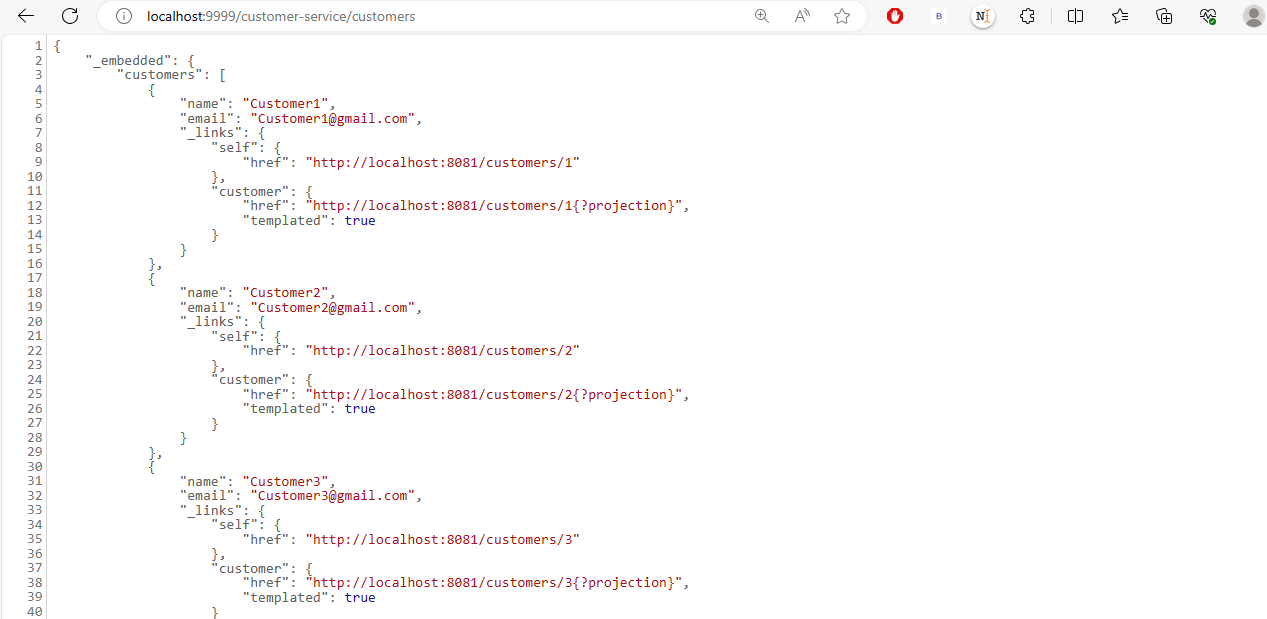 localhost:9999/customer-service/customers
A
B
N
1 {
2     "_embedded": {
3         "customers": [
4             {
5                 "name": "Customer1",
6                 "email": "Customer1@gmail.com",
7                 "_links": {
8                     "self": {
9                         "href": "http://localhost:8081/customers/1"
10                     },
11                     "customer": {
12                         "href": "http://localhost:8081/customers/1{?projection}",
13                         "templated": true
14                     }
15                 }
16             },
17             {
18                 "name": "Customer2",
19                 "email": "Customer2@gmail.com",
20                 "_links": {
21                     "self": {
22                         "href": "http://localhost:8081/customers/2"
23                     },
24                     "customer": {
25                         "href": "http://localhost:8081/customers/2{?projection}",
26                         "templated": true
27                     }
28                 }
29             },
30             {
31                 "name": "Customer3",
32                 "email": "Customer3@gmail.com",
33                 "_links": {
34                     "self": {
35                         "href": "http://localhost:8081/customers/3"
36                     },
37                     "customer": {
38                         "href": "http://localhost:8081/customers/3{?projection}",
39                         "templated": true
40                     }